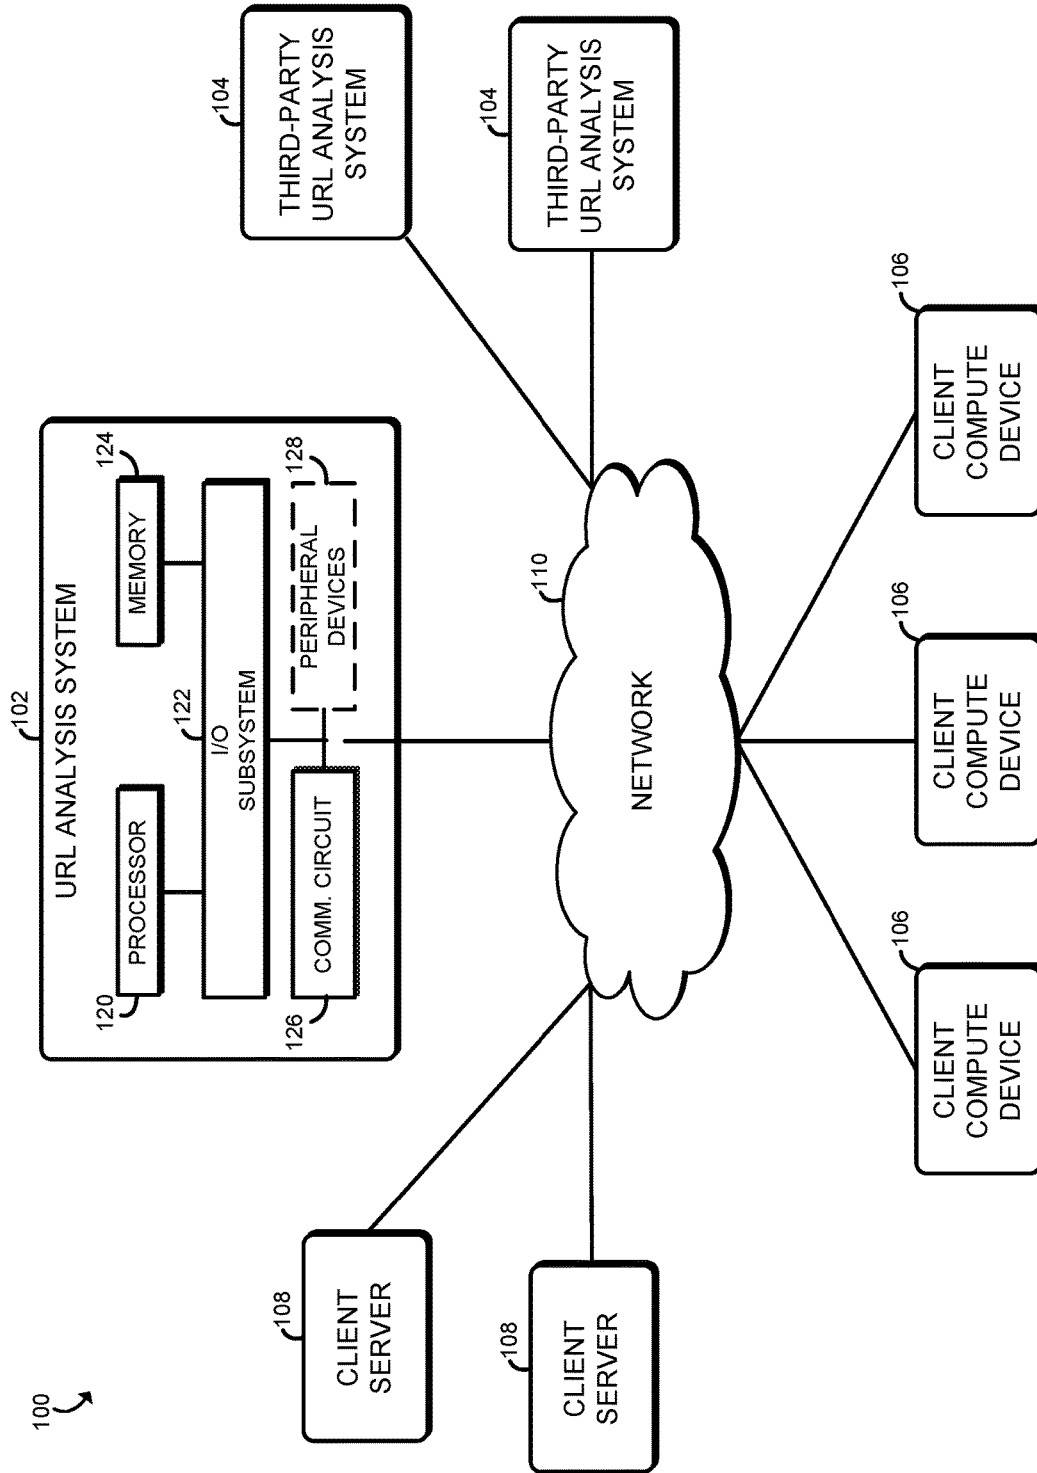 100
102
URL ANALYSIS SYSTEM
120
PROCESSOR
124
MEMORY
122
I/O
SUBSYSTEM
126
COMM. CIRCUIT
128
PERIPHERAL
DEVICES
108
CLIENT
SERVER
108
CLIENT
SERVER
110
NETWORK
104
THIRD-PARTY
URL ANALYSIS
SYSTEM
104
THIRD-PARTY
URL ANALYSIS
SYSTEM
106
CLIENT
COMPUTE
DEVICE
106
CLIENT
COMPUTE
DEVICE
106
CLIENT
COMPUTE
DEVICE